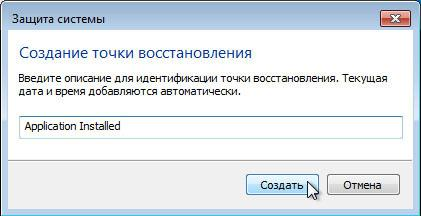 Защита системы
Создание точки восстановления
Введите описание для идентификации точки восстановления. Текущая
дата и время добавляются автоматически.
Application Installed
Создать
Отмена